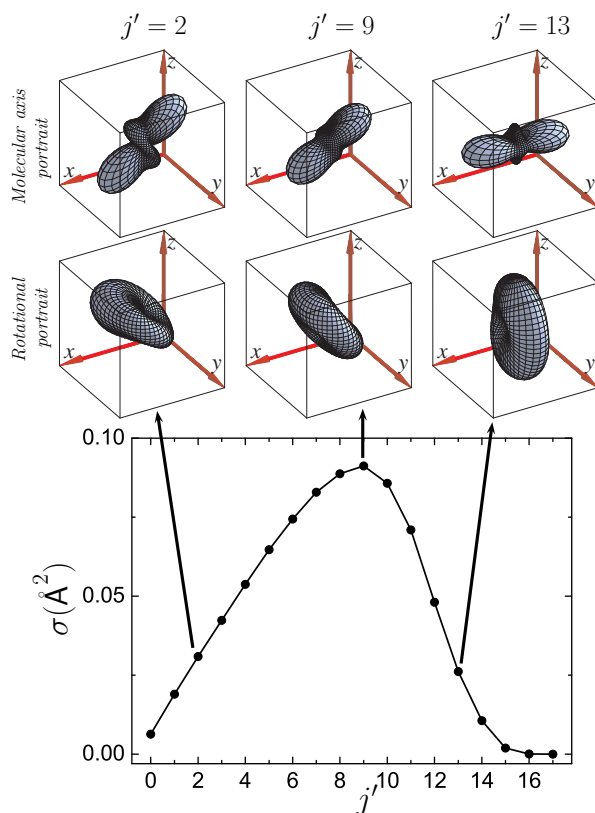 j′ = 2 j′ = 9 j′ = 13
Molecular axis
portrait
z x y
z x y
z x y
Rotational
portrait
z x y
z x y
z x y
0.10
0.05
0.00
σ(Å²)
0 2 4 6 8 10 12 14 16
j′